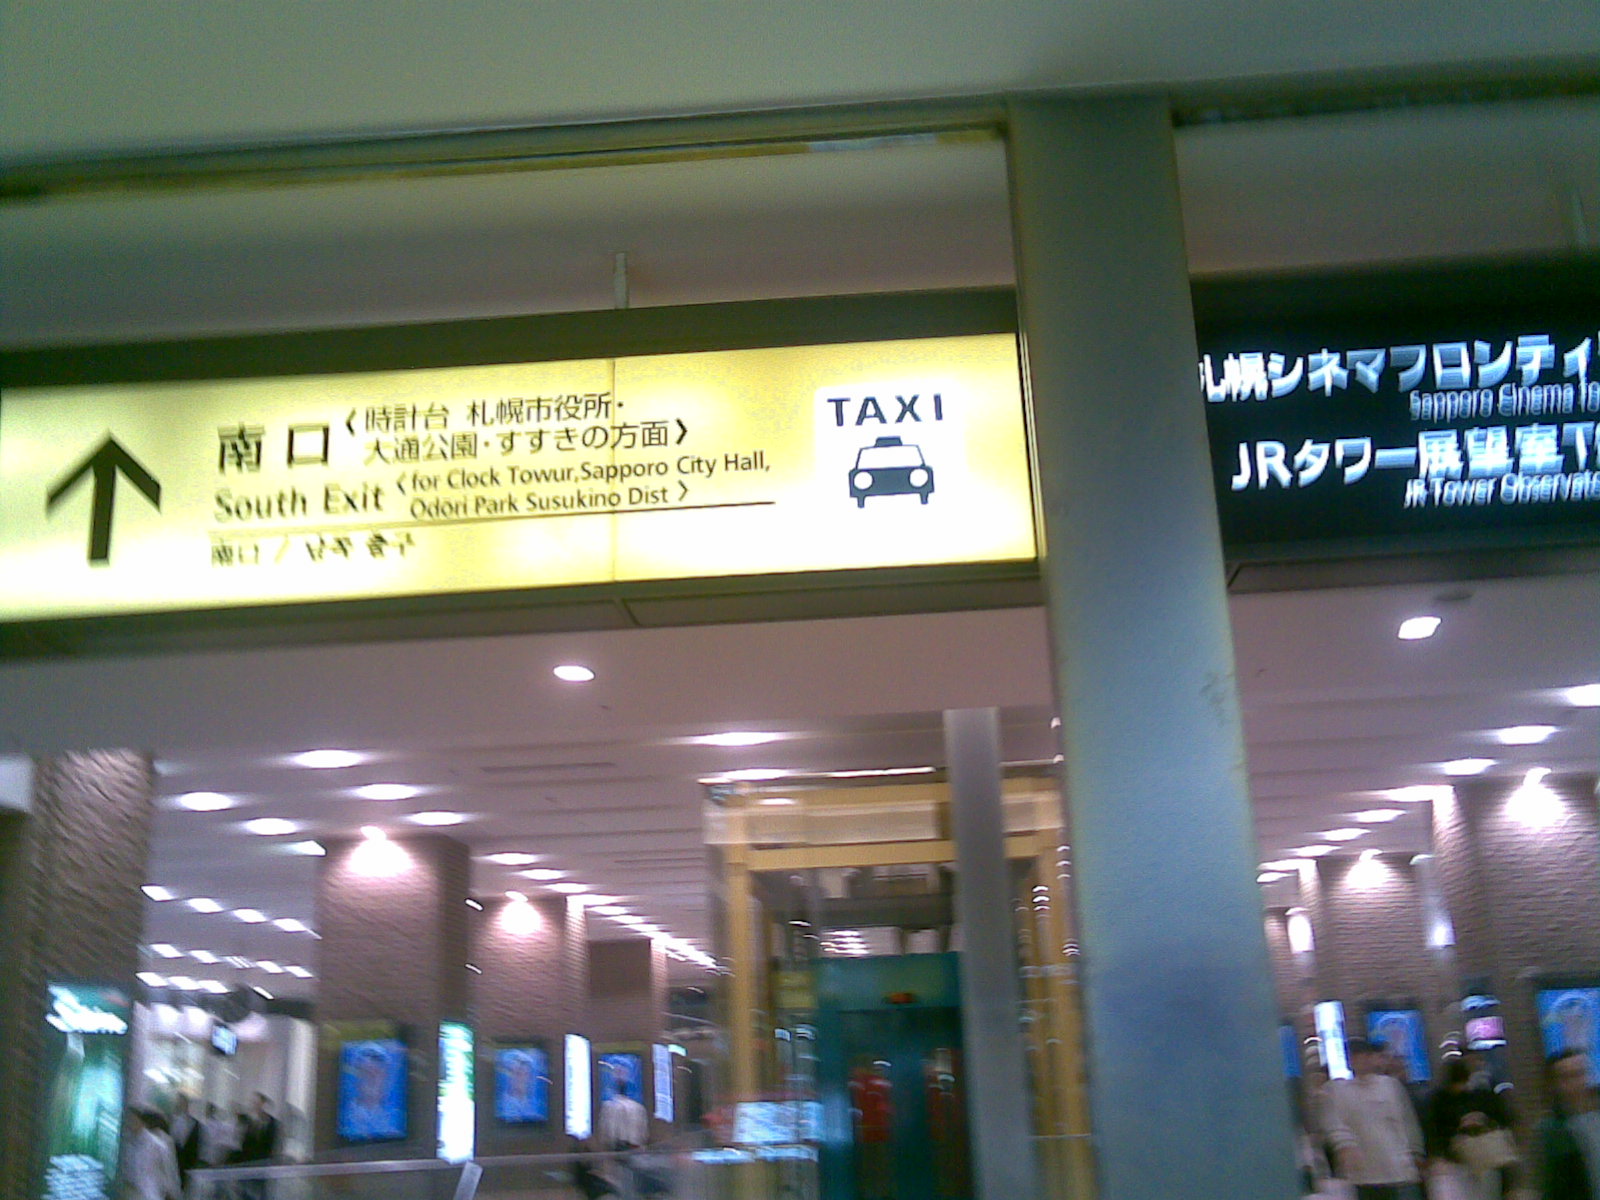 南口
〈時計台 札幌市役所・
大通公園・すすきの方面〉
South Exit
〈for Clock Towur,Sapporo City Hall,
Odori Park Susukino Dist 〉
南口 /
TAXI
札幌シネマフロンティ
Sapporo Cinema
JRタワー展望室
JR Tower Observat